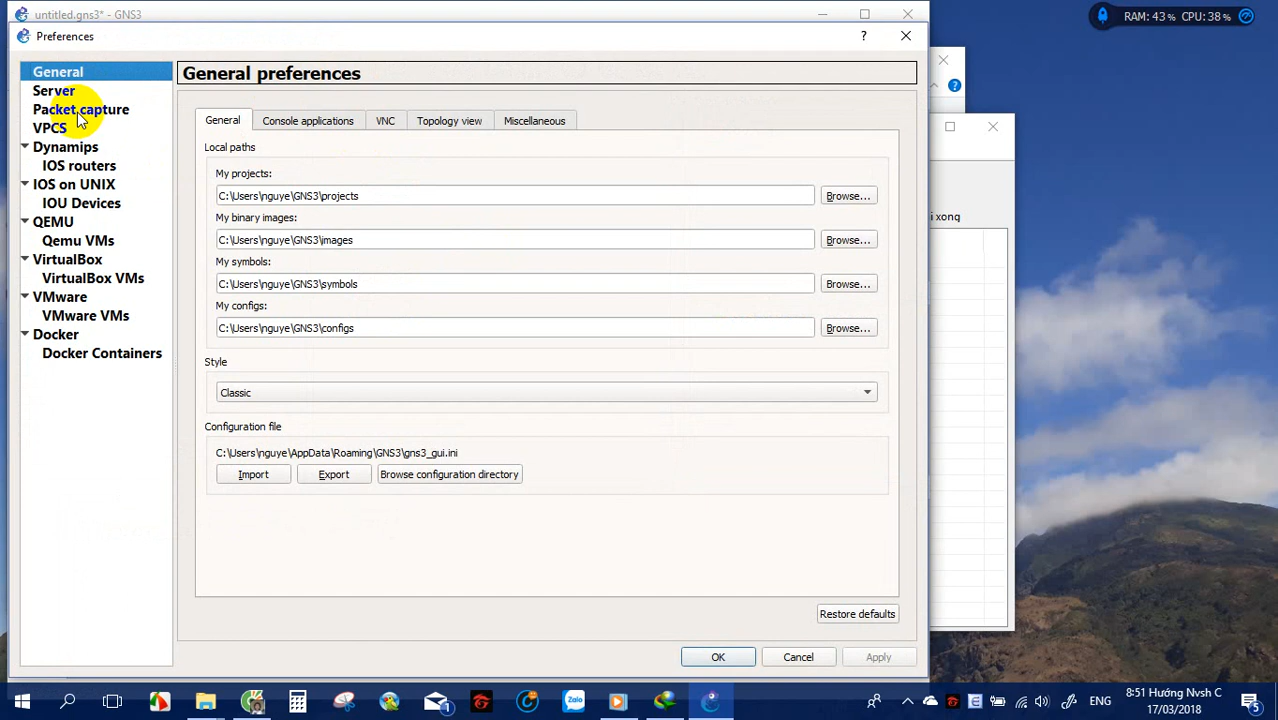 untitled.gns3* - GNS3
RAM: 43 % CPU: 38 %
Preferences
?
General
Server
Packet capture
VPCS
Dynamips
IOS routers
IOS on UNIX
IOU Devices
QEMU
Qemu VMs
VirtualBox
VirtualBox VMs
VMware
VMware VMs
Docker
Docker Containers
General preferences
General
Console applications
VNC
Topology view
Miscellaneous
Local paths
My projects:
C:\Users\nguye\GNS3\projects
Browse...
My binary images:
C:\Users\nguye\GNS3\images
Browse...
My symbols:
C:\Users\nguye\GNS3\symbols
Browse...
My configs:
C:\Users\nguye\GNS3\configs
Browse...
Style
Classic
Configuration file
C:\Users\nguye\AppData\Roaming\GNS3\gns3_gui.ini
Import
Export
Browse configuration directory
Restore defaults
OK
Cancel
Apply
?
xong
1
Zalo
ENG
8:51 Hướng Nvsh C
17/03/2018
5